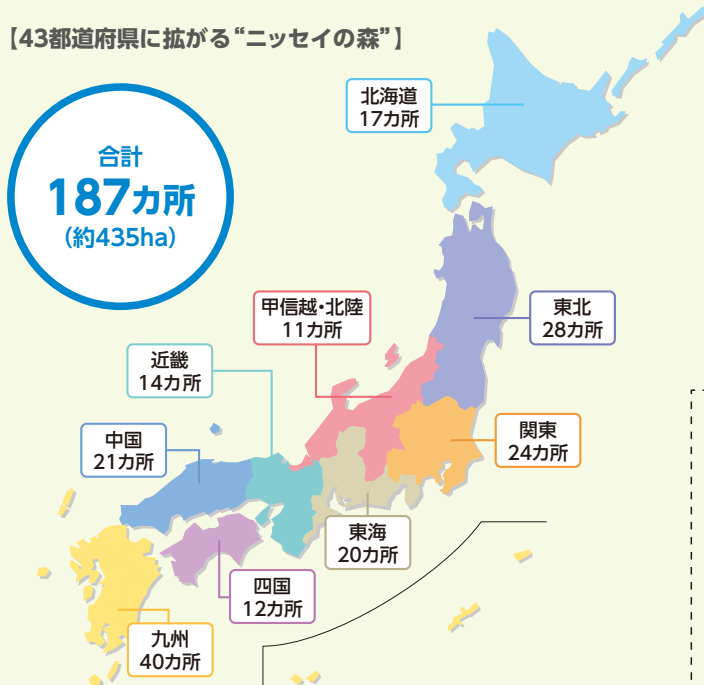 【43都道府県に拡がる“ニッセイの森”】
合計
187カ所
(約435ha)
北海道
17カ所
甲信越・北陸
11カ所
東北
28カ所
近畿
14カ所
中国
21カ所
関東
24カ所
東海
20カ所
四国
12カ所
九州
40カ所